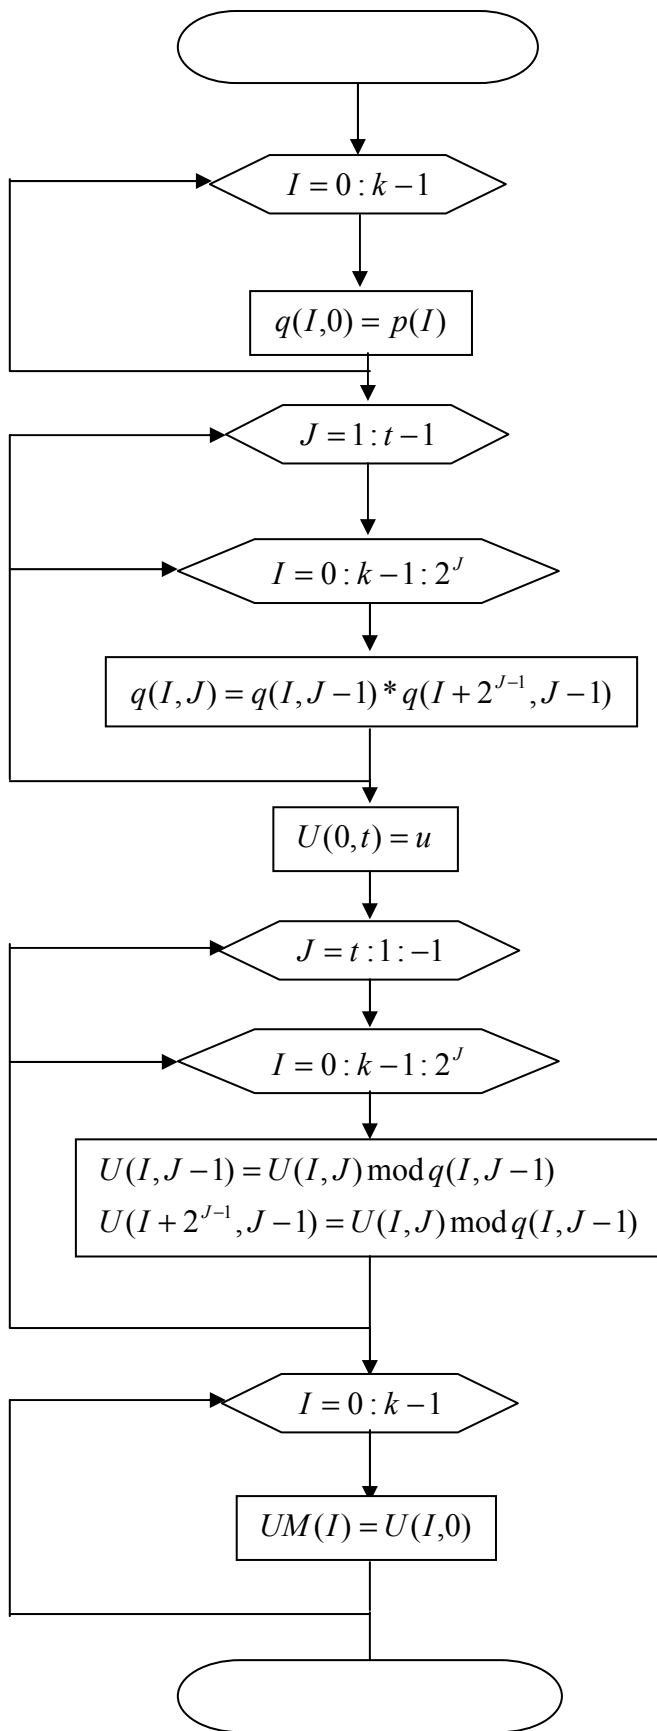 I = 0 : k − 1
q(I,0) = p(I)
J = 1 : t − 1
I = 0 : k − 1 : 2^J
q(I, J) = q(I, J − 1) * q(I + 2^{J−1}, J − 1)
U(0, t) = u
J = t : 1 : −1
I = 0 : k − 1 : 2^J
U(I, J − 1) = U(I, J) mod q(I, J − 1)
U(I + 2^{J−1}, J − 1) = U(I, J) mod q(I, J − 1)
I = 0 : k − 1
UM(I) = U(I,0)